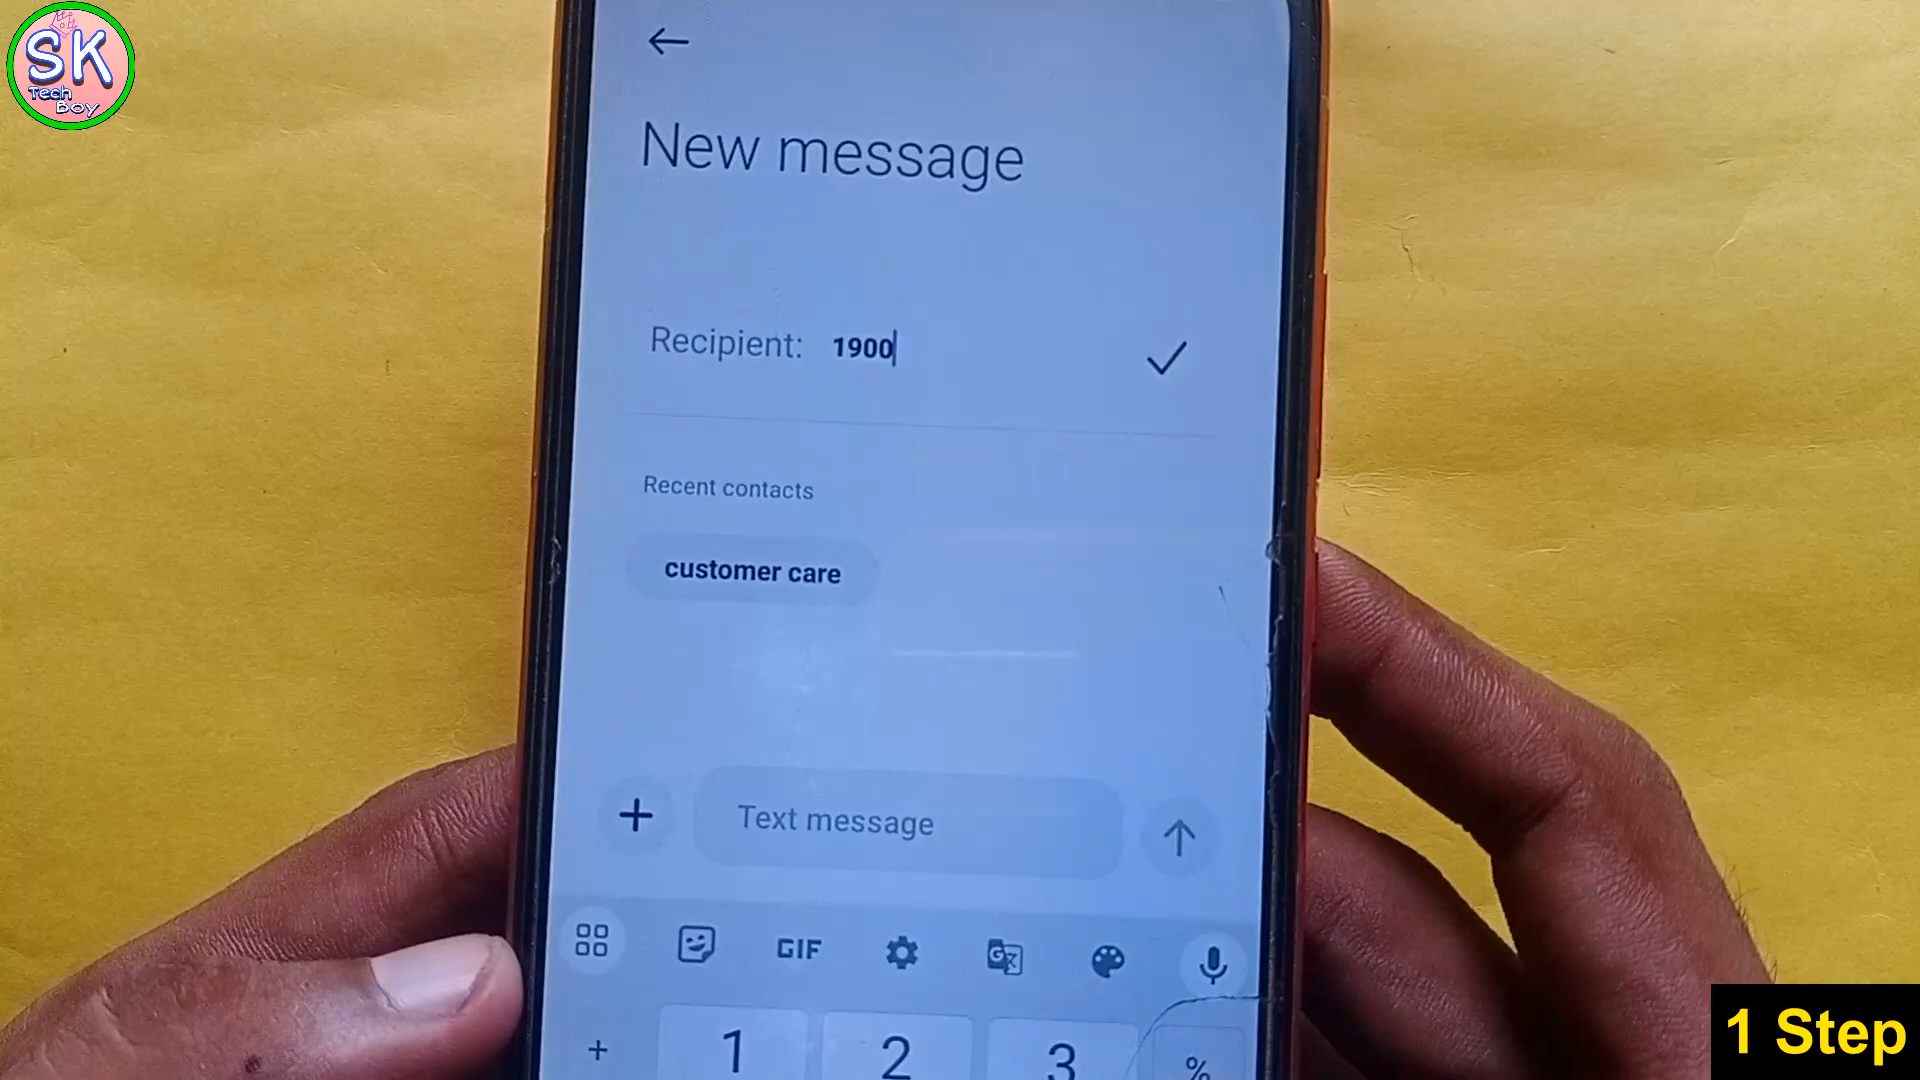 SK
Tech
Boy
New message
Recipient: 1900
Recent contacts
customer care
Text message
GIF
+ 1 2 3 %
1 Step